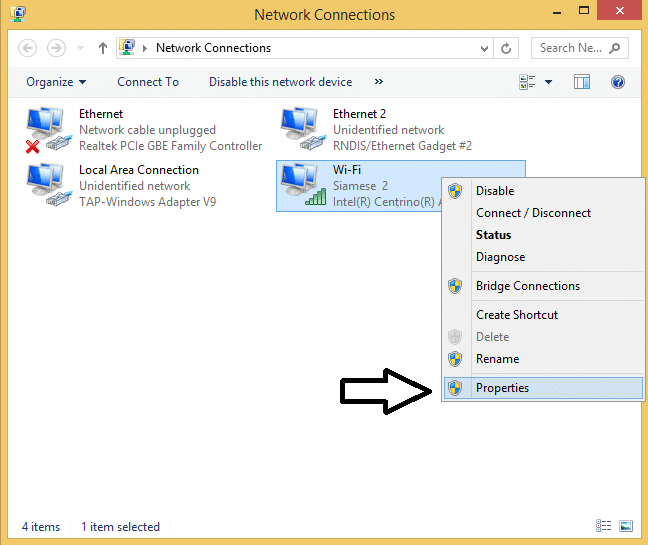 Network Connections
Network Connections
Search Ne...
Organize
Connect To
Disable this network device
»
Ethernet
Network cable unplugged
Realtek PCIe GBE Family Controller
Ethernet 2
Unidentified network
RNDIS/Ethernet Gadget #2
Local Area Connection
Unidentified network
TAP-Windows Adapter V9
Wi-Fi
Siamese 2
Intel(R) Centrino(R)
Disable
Connect / Disconnect
Status
Diagnose
Bridge Connections
Create Shortcut
Delete
Rename
Properties
4 items
1 item selected